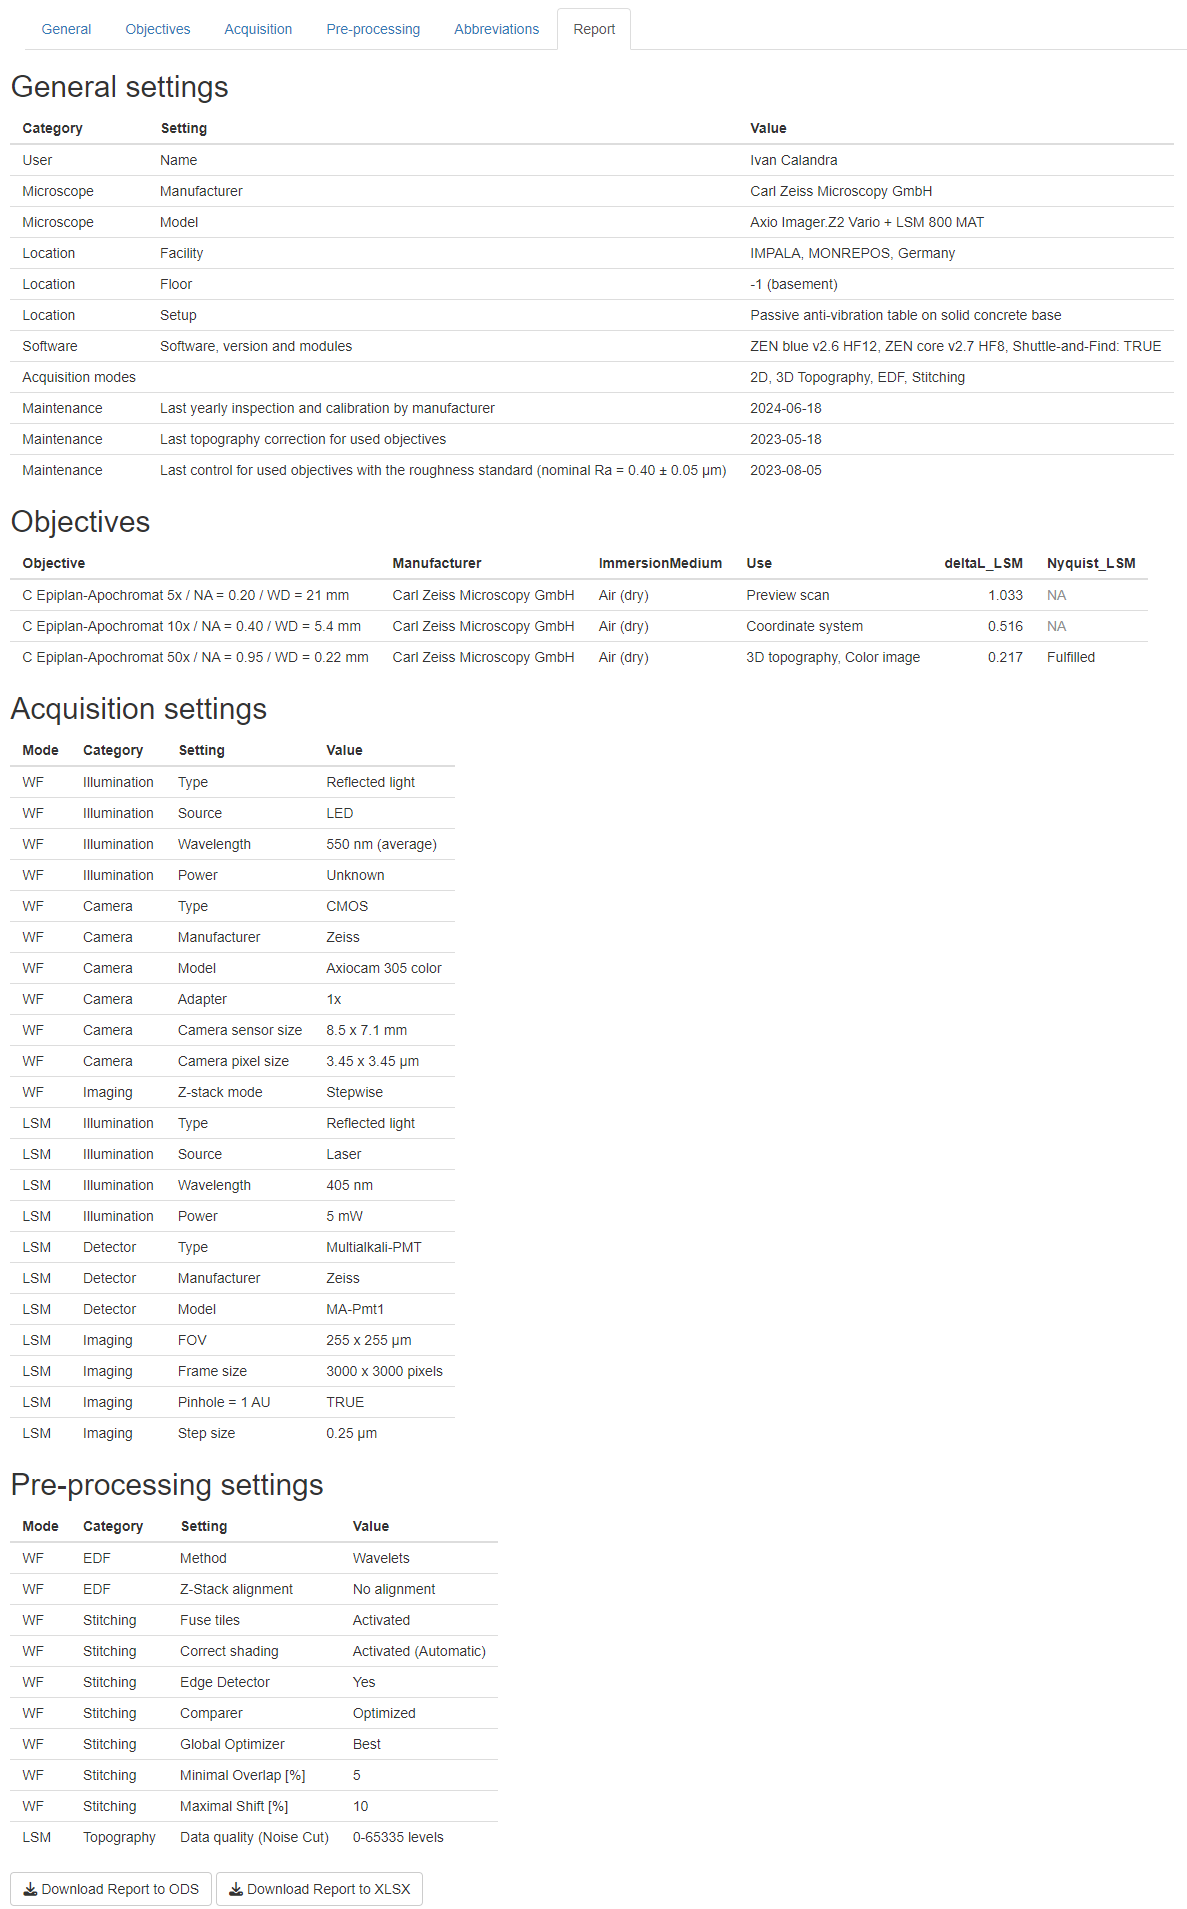 General Objectives Acquisition Pre-processing Abbreviations Report
General settings
Category Setting Value
User Name Ivan Calandra
Microscope Manufacturer Carl Zeiss Microscopy GmbH
Microscope Model Axio Imager.Z2 Vario + LSM 800 MAT
Location Facility IMPALA, MONREPOS, Germany
Location Floor -1 (basement)
Location Setup Passive anti-vibration table on solid concrete base
Software Software, version and modules ZEN blue v2.6 HF12, ZEN core v2.7 HF8, Shuttle-and-Find: TRUE
Acquisition modes 2D, 3D Topography, EDF, Stitching
Maintenance Last yearly inspection and calibration by manufacturer 2024-06-18
Maintenance Last topography correction for used objectives 2023-05-18
Maintenance Last control for used objectives with the roughness standard (nominal Ra = 0.40 ± 0.05 µm) 2023-08-05
Objectives
Objective Manufacturer ImmersionMedium Use deltaL_LSM Nyquist_LSM
C Epiplan-Apochromat 5x / NA = 0.20 / WD = 21 mm Carl Zeiss Microscopy GmbH Air (dry) Preview scan 1.033 NA
C Epiplan-Apochromat 10x / NA = 0.40 / WD = 5.4 mm Carl Zeiss Microscopy GmbH Air (dry) Coordinate system 0.516 NA
C Epiplan-Apochromat 50x / NA = 0.95 / WD = 0.22 mm Carl Zeiss Microscopy GmbH Air (dry) 3D topography, Color image 0.217 Fulfilled
Acquisition settings
Mode Category Setting Value
WF Illumination Type Reflected light
WF Illumination Source LED
WF Illumination Wavelength 550 nm (average)
WF Illumination Power Unknown
WF Camera Type CMOS
WF Camera Manufacturer Zeiss
WF Camera Model Axiocam 305 color
WF Camera Adapter 1x
WF Camera Camera sensor size 8.5 x 7.1 mm
WF Camera Camera pixel size 3.45 x 3.45 µm
WF Imaging Z-stack mode Stepwise
LSM Illumination Type Reflected light
LSM Illumination Source Laser
LSM Illumination Wavelength 405 nm
LSM Illumination Power 5 mW
LSM Detector Type Multialkali-PMT
LSM Detector Manufacturer Zeiss
LSM Detector Model MA-Pmt1
LSM Imaging FOV 255 x 255 µm
LSM Imaging Frame size 3000 x 3000 pixels
LSM Imaging Pinhole = 1 AU TRUE
LSM Imaging Step size 0.25 µm
Pre-processing settings
Mode Category Setting Value
WF EDF Method Wavelets
WF EDF Z-Stack alignment No alignment
WF Stitching Fuse tiles Activated
WF Stitching Correct shading Activated (Automatic)
WF Stitching Edge Detector Yes
WF Stitching Comparer Optimized
WF Stitching Global Optimizer Best
WF Stitching Minimal Overlap [%] 5
WF Stitching Maximal Shift [%] 10
LSM Topography Data quality (Noise Cut) 0-65335 levels
Download Report to ODS Download Report to XLSX